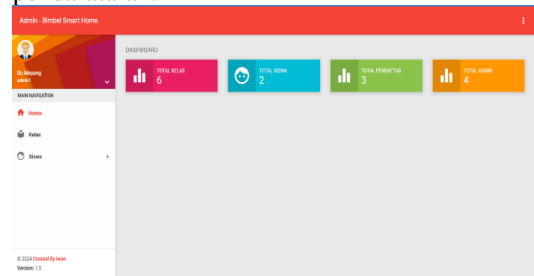 Admin - Bimbel Smart Home
Bu Mayang
admin1
MAIN NAVIGATION
Home
Kelas
Siswa +
© 2024 Created By Iwan
Version: 1.0
DASHBOARD
TOTAL KELAS
6
TOTAL SISWA
2
TOTAL PENDAFTAR
3
TOTAL ADMIN
4